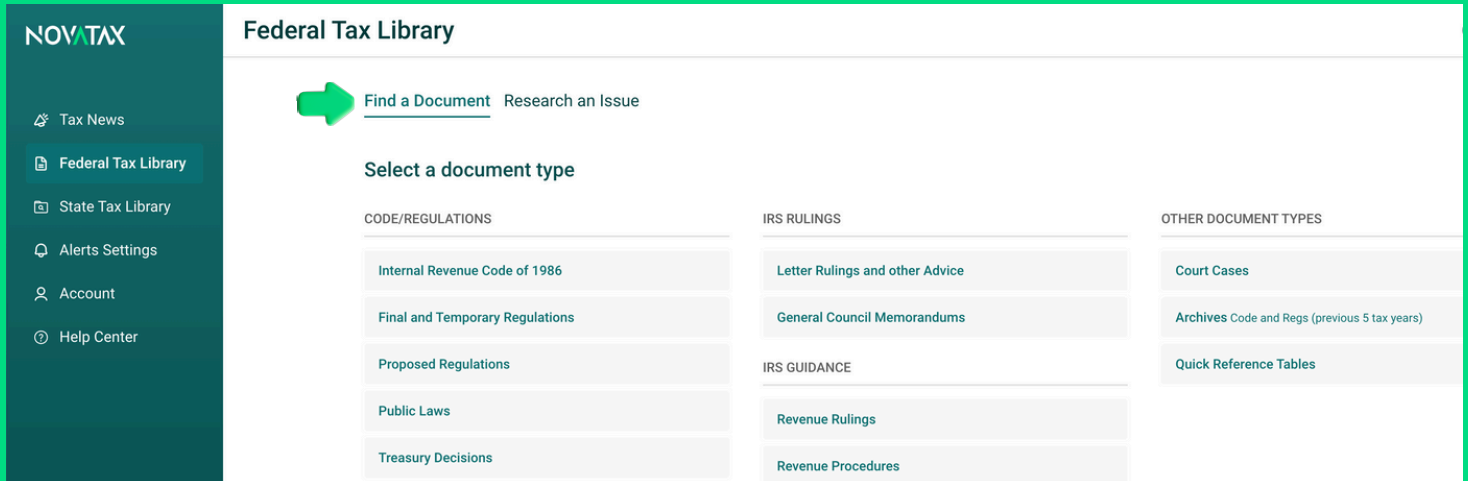 NOVATAX
Federal Tax Library
Tax News
Federal Tax Library
State Tax Library
Alerts Settings
Account
Help Center
Find a Document Research an Issue
Select a document type
CODE/REGULATIONS
Internal Revenue Code of 1986
Final and Temporary Regulations
Proposed Regulations
Public Laws
Treasury Decisions
IRS RULINGS
Letter Rulings and other Advice
General Council Memorandums
IRS GUIDANCE
Revenue Rulings
Revenue Procedures
OTHER DOCUMENT TYPES
Court Cases
Archives Code and Regs (previous 5 tax years)
Quick Reference Tables